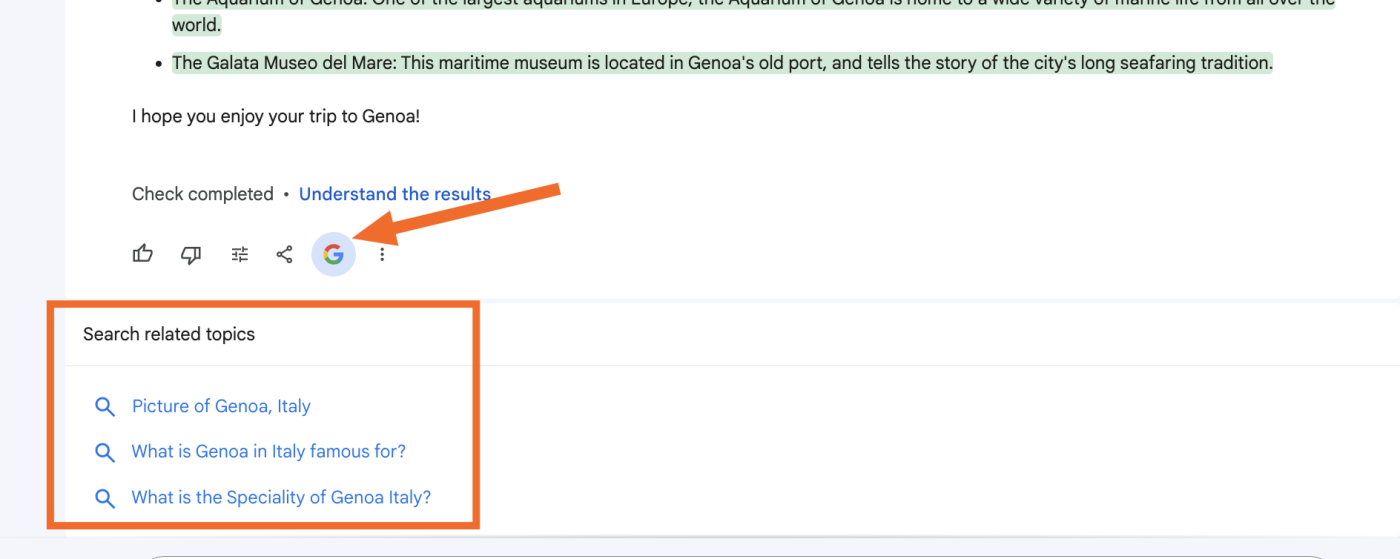 The Aquarium of Genoa: One of the largest aquariums in Europe, the Aquarium of Genoa is home to a wide variety of marine life from all over the
world.
The Galata Museo del Mare: This maritime museum is located in Genoa's old port, and tells the story of the city's long seafaring tradition.
I hope you enjoy your trip to Genoa!
Check completed • Understand the results
Search related topics
Picture of Genoa, Italy
What is Genoa in Italy famous for?
What is the Speciality of Genoa Italy?